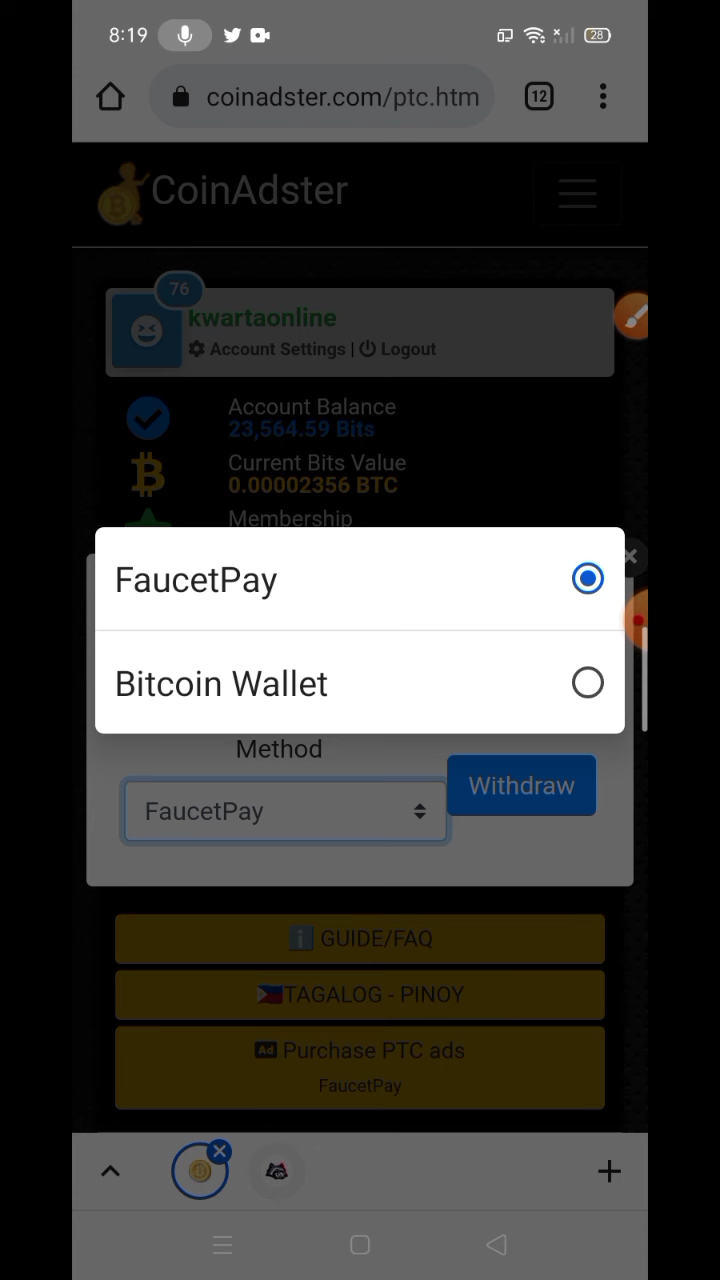 8:19
28
coinadster.com/ptc.htm
12
CoinAdster
76
kwartaonline
Account Settings | Logout
Account Balance
23,564.59 Bits
Current Bits Value
0.00002356 BTC
Membership
FaucetPay
Bitcoin Wallet
Method
FaucetPay
Withdraw
GUIDE/FAQ
TAGALOG - PINOY
Ad Purchase PTC ads
FaucetPay